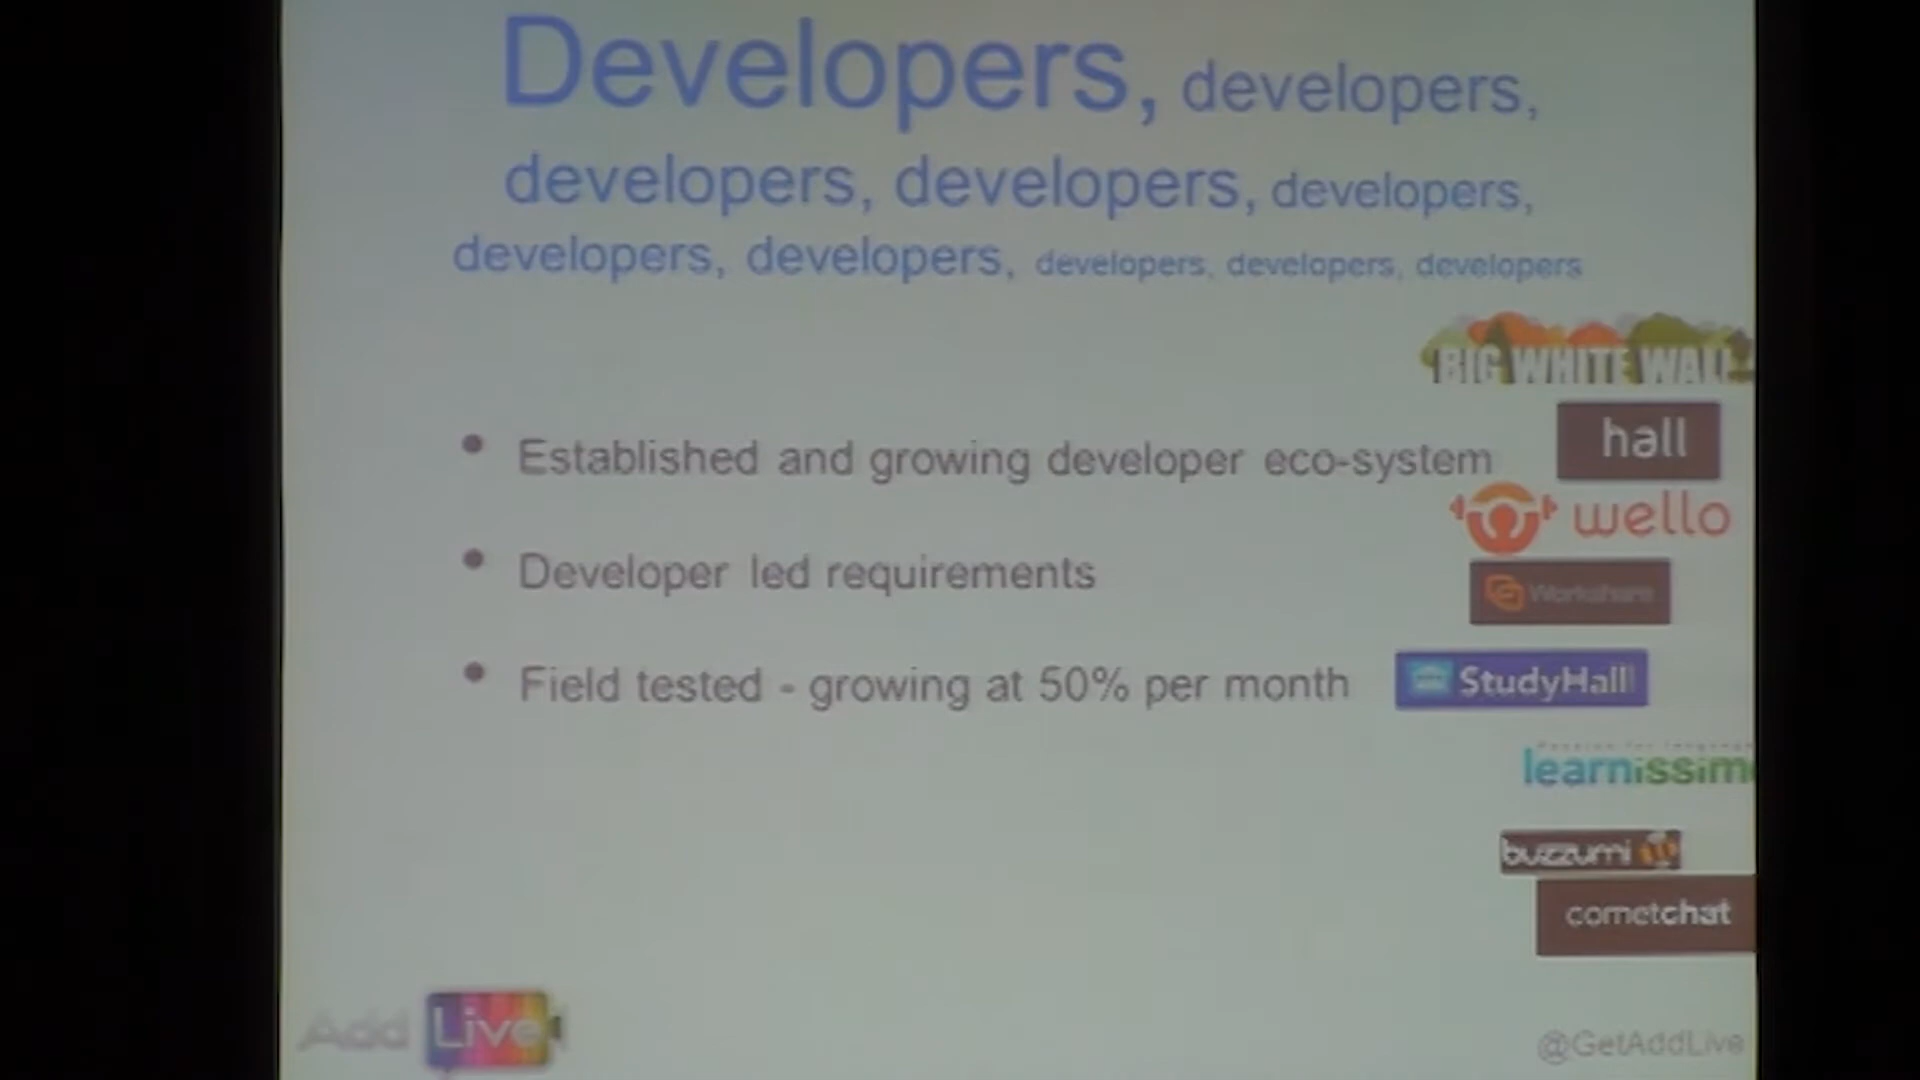 Developers, developers,
developers, developers, developers,
developers, developers, developers, developers, developers
BIG WHITE WALL
hall
• Established and growing developer eco-system
wello
• Developer led requirements
Workshare
• Field tested - growing at 50% per month
StudyHall
learnissim
buzzumi
cometchat
Add Live
@GetAddLive